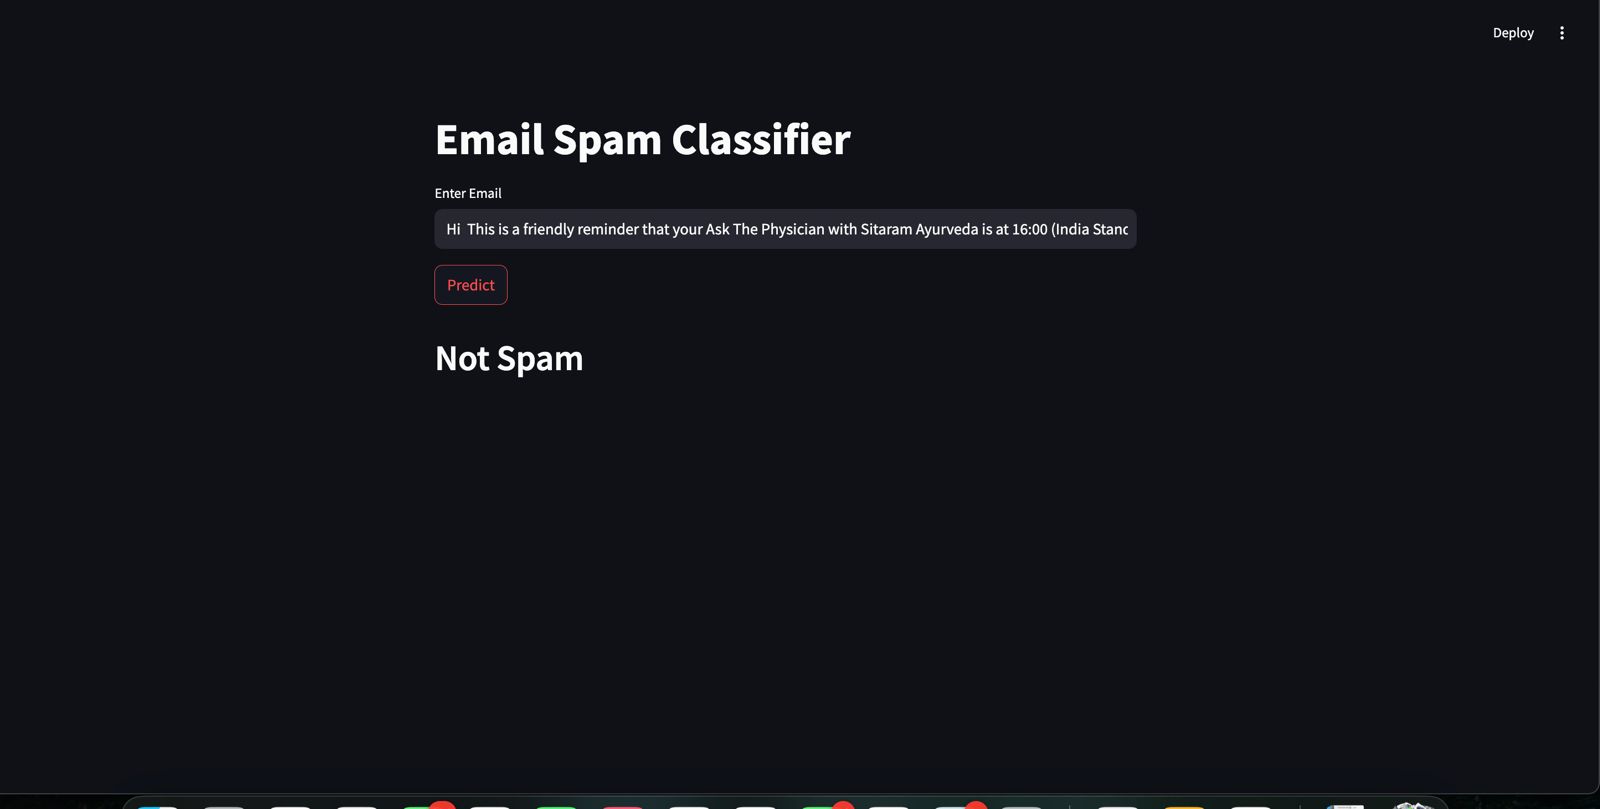 Deploy
Email Spam Classifier
Enter Email
Hi  This is a friendly reminder that your Ask The Physician with Sitaram Ayurveda is at 16:00 (India Stanc
Predict
Not Spam